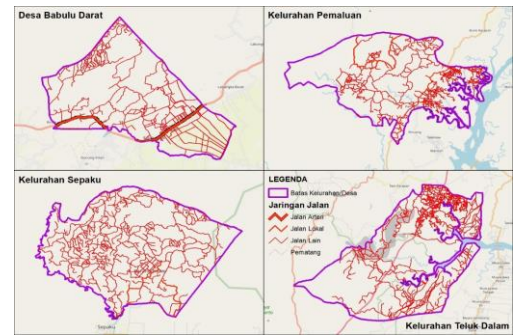 Desa Babulu Darat
Kelurahan Pemaluan
Kelurahan Sepaku
Sepaku
LEGENDA
Batas Kelurahan/Desa
Jaringan Jalan
Jalan Arteri
Jalan Lokal
Jalan Lain
Pematang
Kelurahan Teluk Dalam